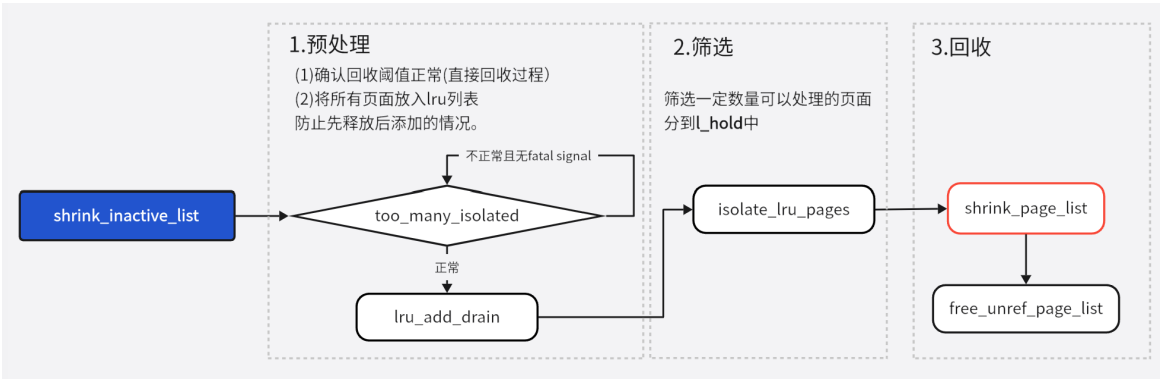 1.预处理
(1)确认回收阈值正常(直接回收过程）
(2)将所有页面放入lru列表
防止先释放后添加的情况。
不正常且无fatal signal
shrink_inactive_list
too_many_isolated
正常
lru_add_drain
2.筛选
筛选一定数量可以处理的页面
分到l_hold中
isolate_lru_pages
3.回收
shrink_page_list
free_unref_page_list